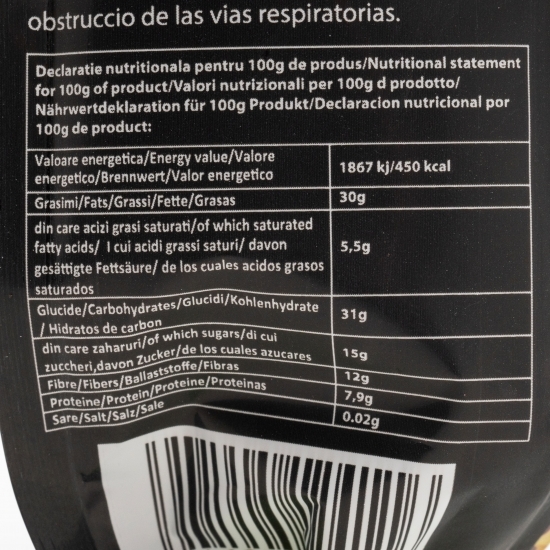 obstruccio de las vias respiratorias.
Declaratie nutritionala pentru 100g de produs/Nutritional statement
for 100g of product/Valori nutrizionali per 100g d prodotto/
Nährwertdeklaration für 100g Produkt/Declaracion nutricional por
100g de product:
Valoare energetica/Energy value/Valore
energetico/Brennwert/Valor energetico
1867 kj/450 kcal
Grasimi/Fats/Grassi/Fette/Grasas
30g
din care acizi grasi saturati/of which saturated
fatty acids/ I cui acidi grassi saturi/ davon
gesättigte Fettsäure/ de los cuales acidos grasos
saturados
5,5g
Glucide/Carbohydrates/Glucidi/Kohlenhydrate
/ Hidratos de carbon
31g
din care zaharuri/of which sugars/di cui
zuccheri,davon Zucker/de los cuales azucares
15g
Fibre/Fibers/Ballaststoffe/Fibras
12g
Proteine/Protein/Proteine/Proteinas
7,9g
Sare/Salt/Salz/Sale
0.02g